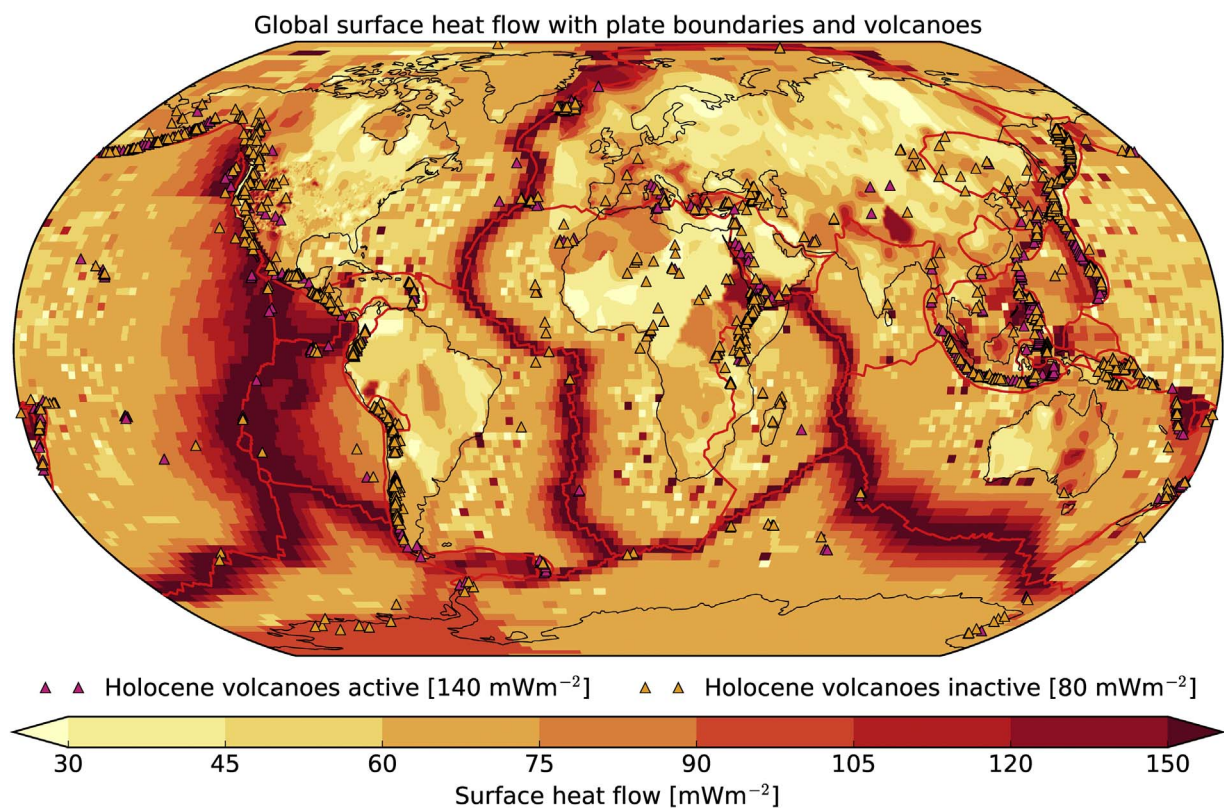 Global surface heat flow with plate boundaries and volcanoes
Holocene volcanoes active [140 mWm⁻²] Holocene volcanoes inactive [80 mWm⁻²]
30 45 60 75 90 105 120 150
Surface heat flow [mWm⁻²]